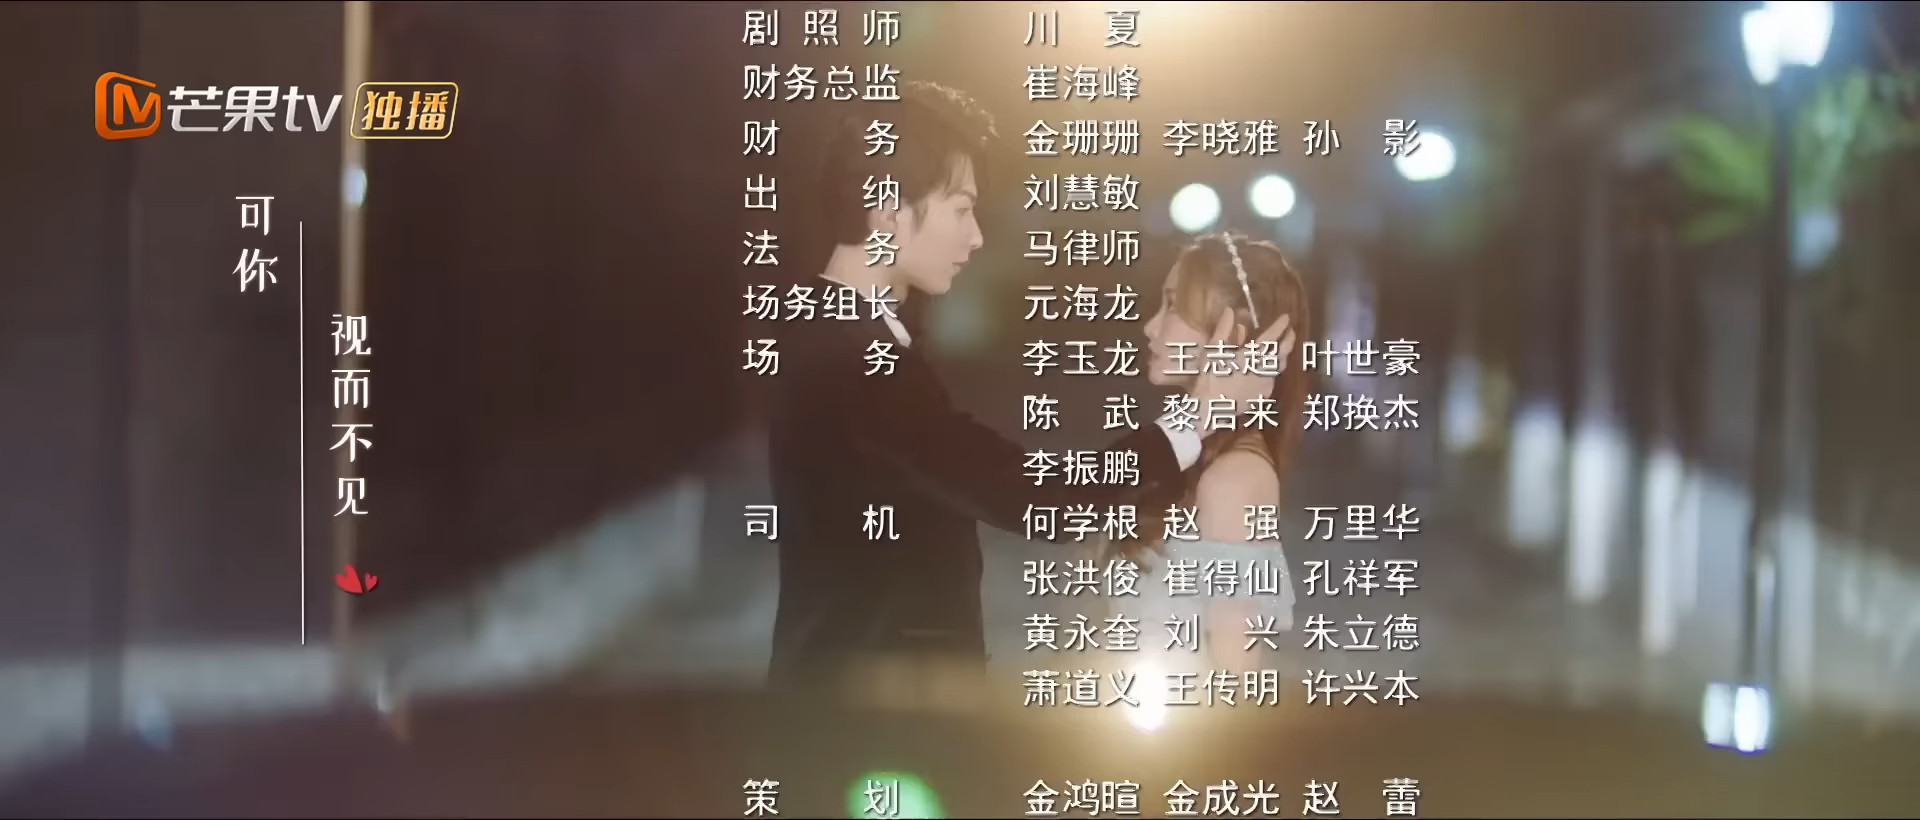 芒果tv 独播
可你
视而不见
剧照师 川夏
财务总监 崔海峰
财务 金珊珊 李晓雅 孙影
出纳 刘慧敏
法务 马律师
场务组长 元海龙
场务 李玉龙 王志超 叶世豪
陈武 黎启来 郑换杰
李振鹏
司机 何学根 赵强 万里华
张洪俊 崔得仙 孔祥军
黄永奎 刘兴 朱立德
萧道义 王传明 许兴本
策划 金鸿暄 金成光 赵蕾